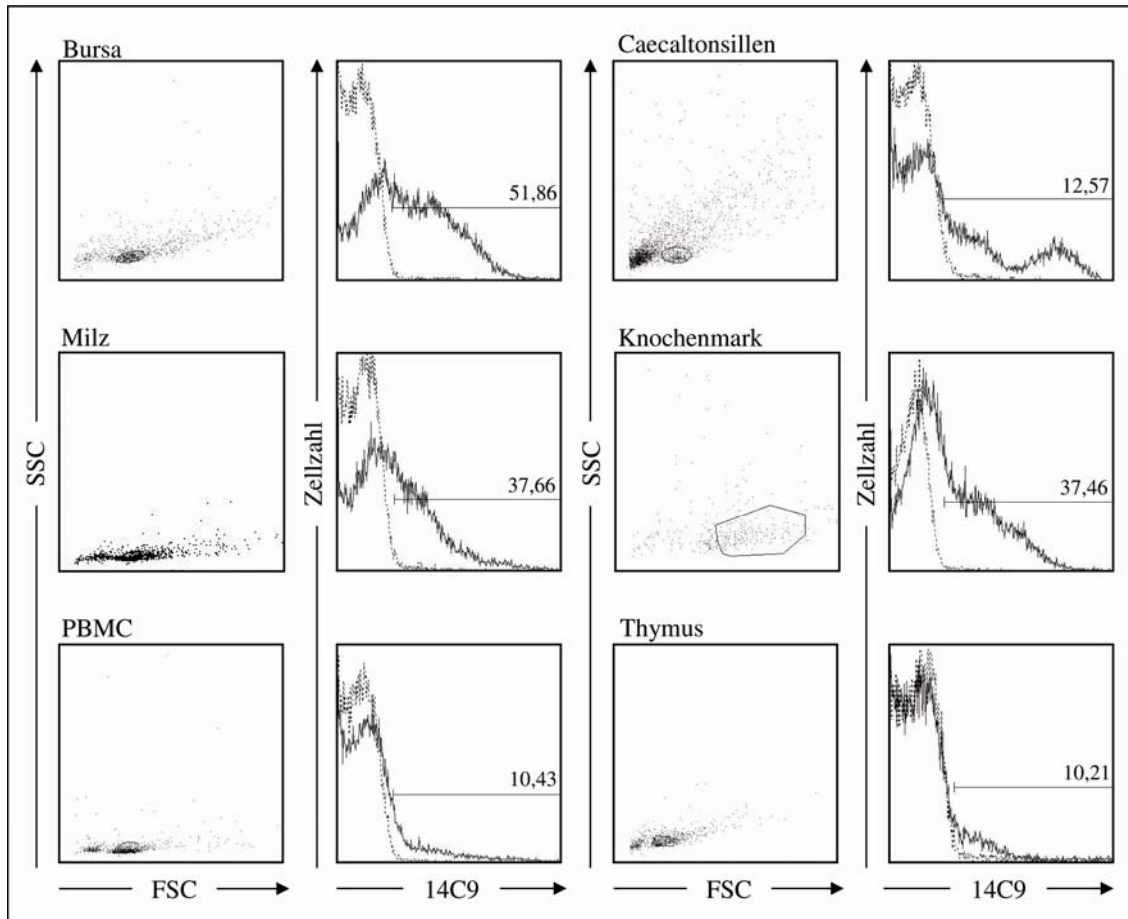 Bursa
Caecaltonsillen
SSC
Zellzahl
51,86
SSC
Zellzahl
12,57
Milz
Knochenmark
37,66
37,46
PBMC
Thymus
10,43
10,21
FSC
14C9
FSC
14C9